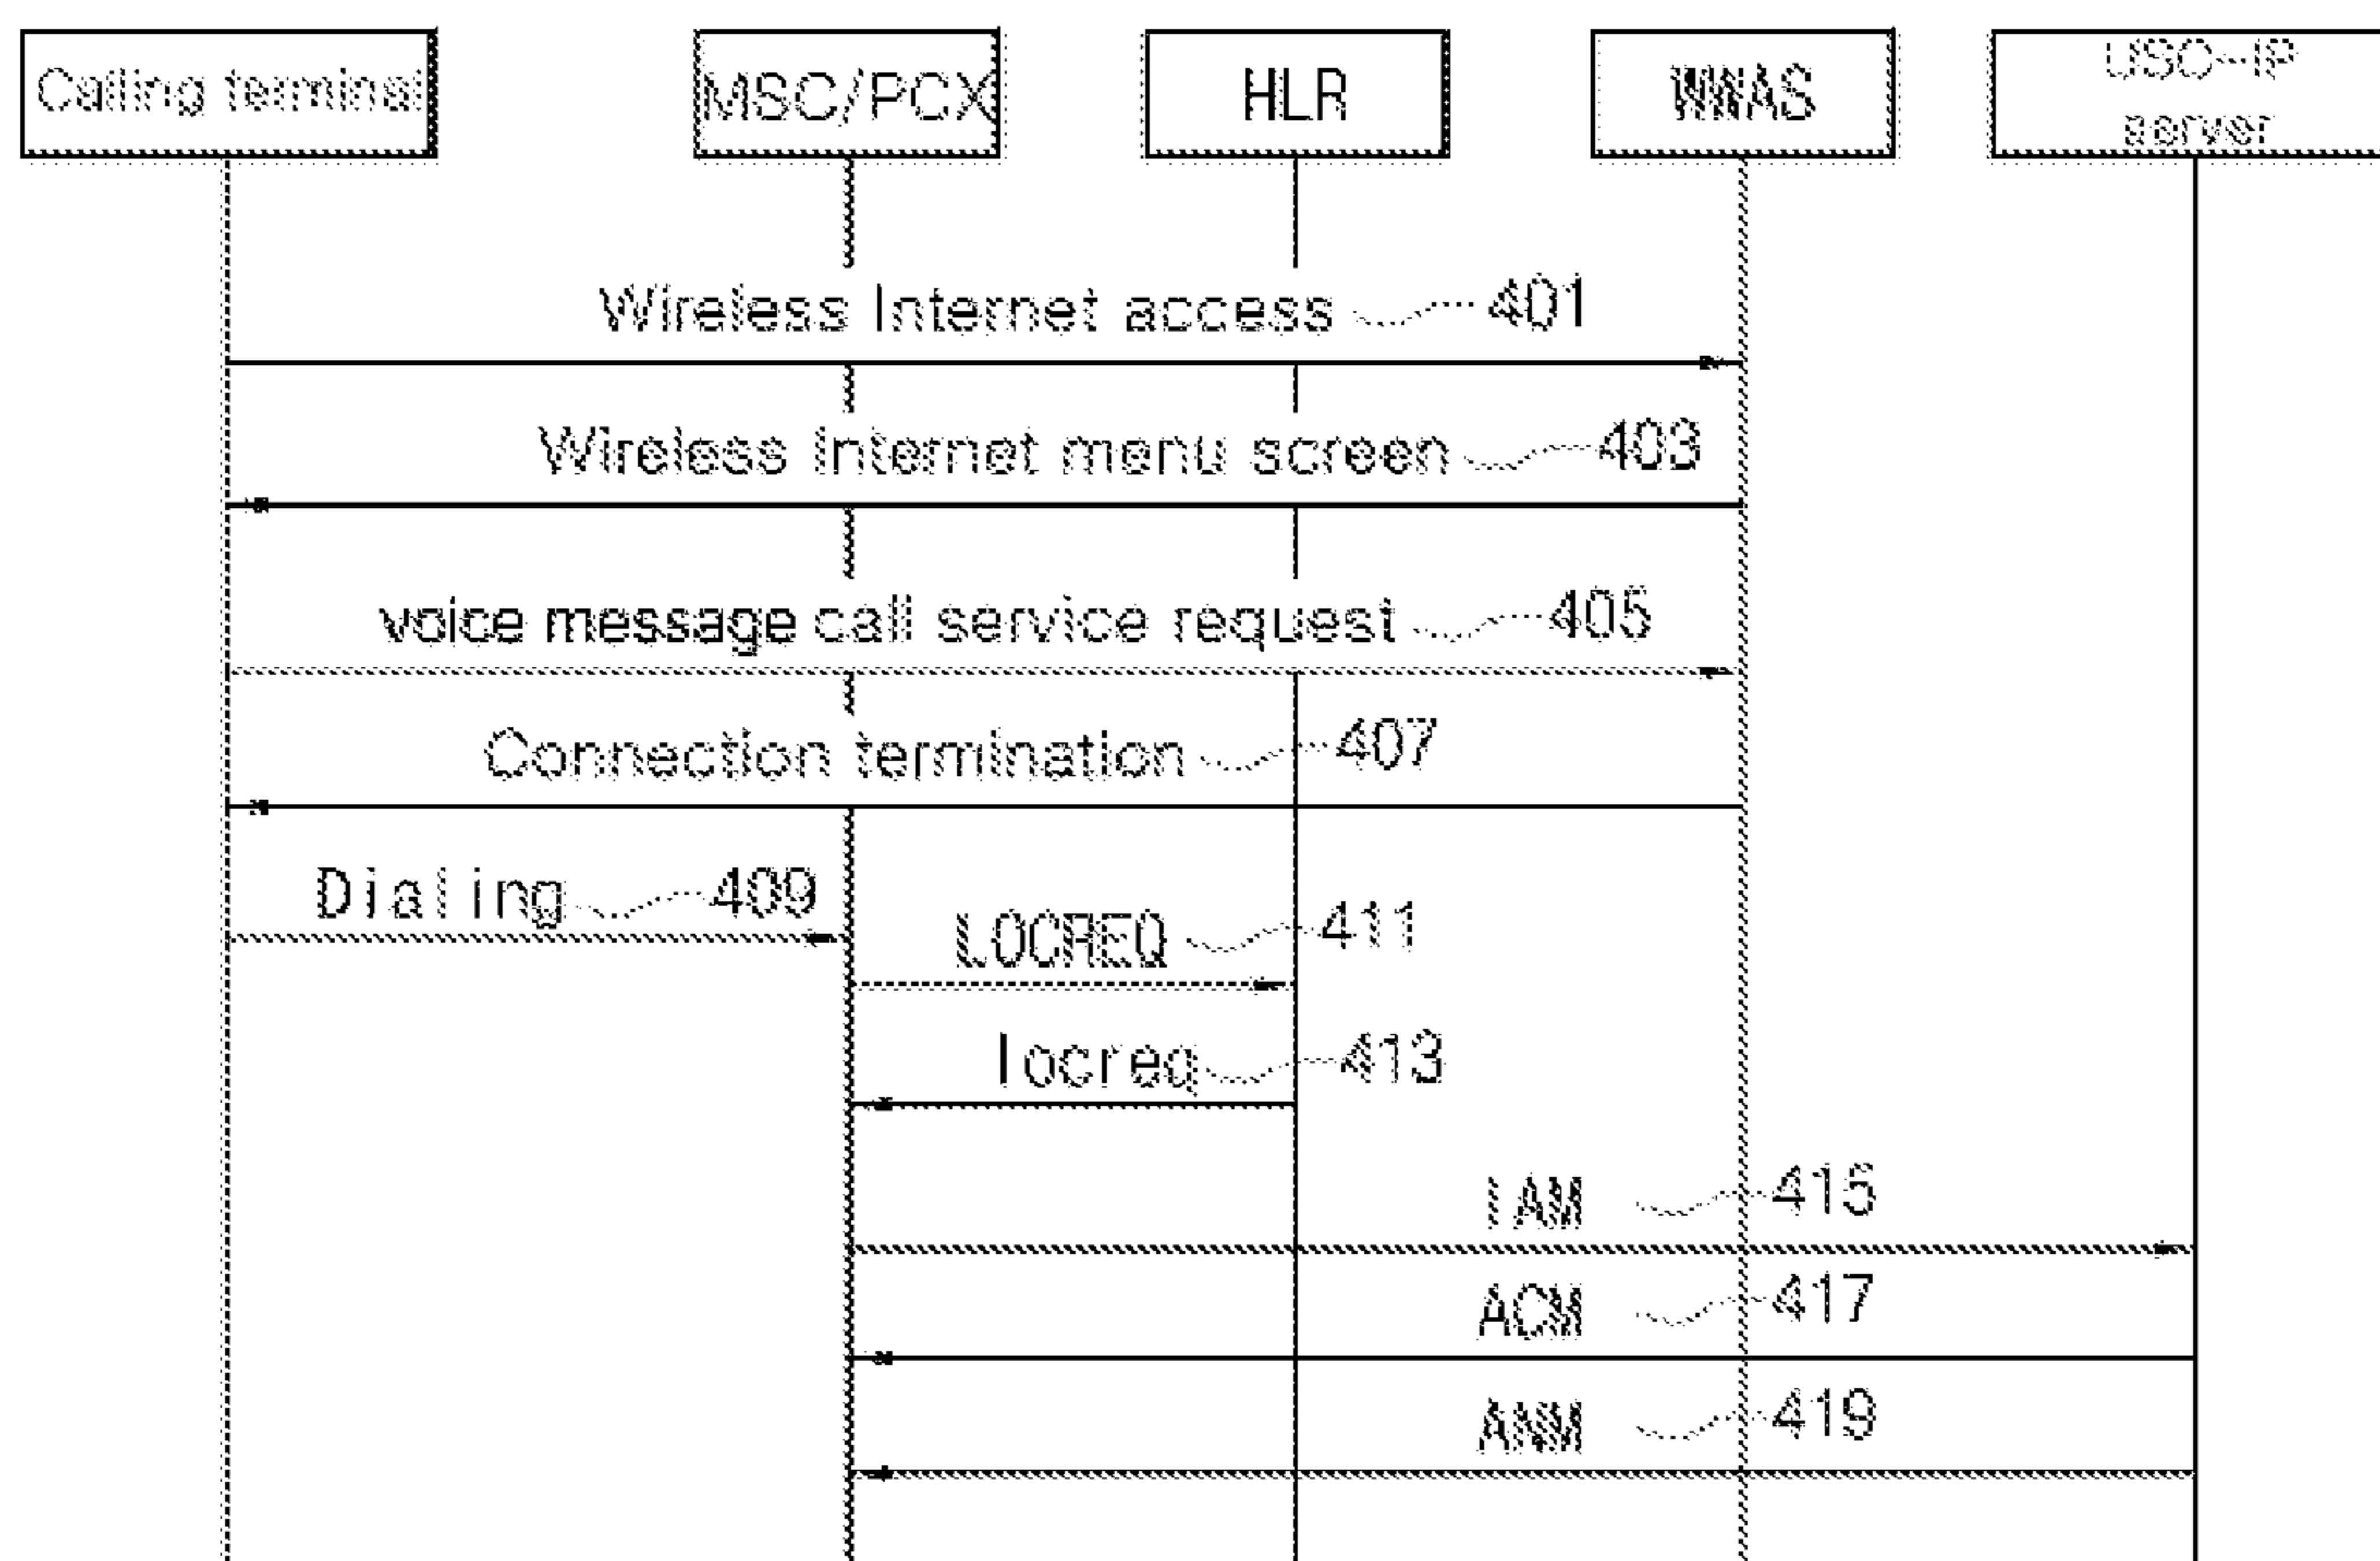 Calling terminal
MSC/PCX
HLR
WWAS
USC-IP
server
Wireless Internet access 401
Wireless Internet menu screen 403
voice message call service request 405
Connection termination 407
Dialing 409
LOCREQ 411
locreq 413
IAM 415
ACM 417
ANM 419